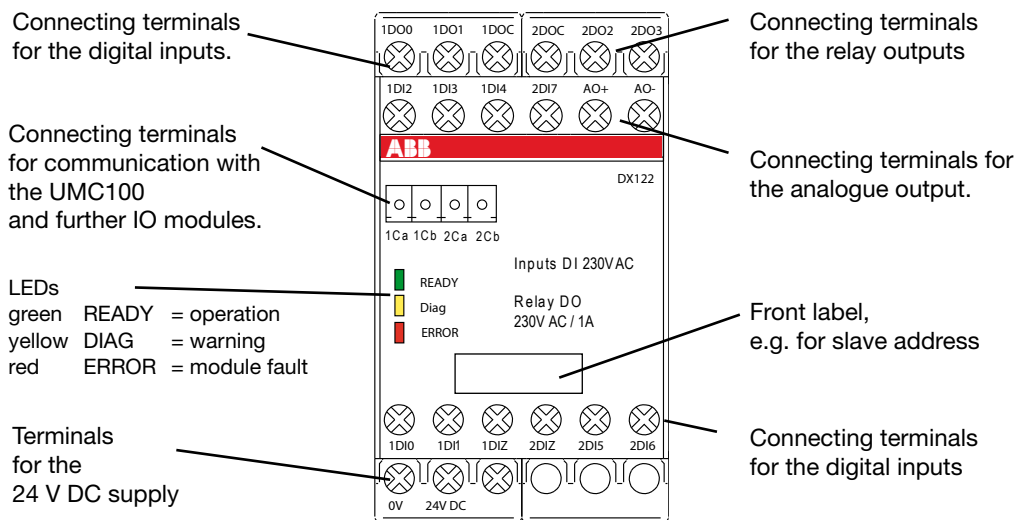 Connecting terminals
for the digital inputs.
Connecting terminals
for the relay outputs
1DO0 1DO1 1DOC 2DOC 2DO2 2DO3
1DI2 1DI3 1DI4 2DI7 AO+ AO-
ABB
Connecting terminals
for communication with
the UMC100
and further IO modules.
Connecting terminals for
the analogue output.
DX122
1Ca 1Cb 2Ca 2Cb
Inputs DI 230VAC
Relay DO
230V AC / 1A
READY
Diag
ERROR
LEDs
green READY = operation
yellow DIAG = warning
red ERROR = module fault
Front label,
e.g. for slave address
1DI0 1DI1 1DIZ 2DIZ 2DI5 2DI6
Terminals
for the
24 V DC supply
Connecting terminals
for the digital inputs
0V 24V DC